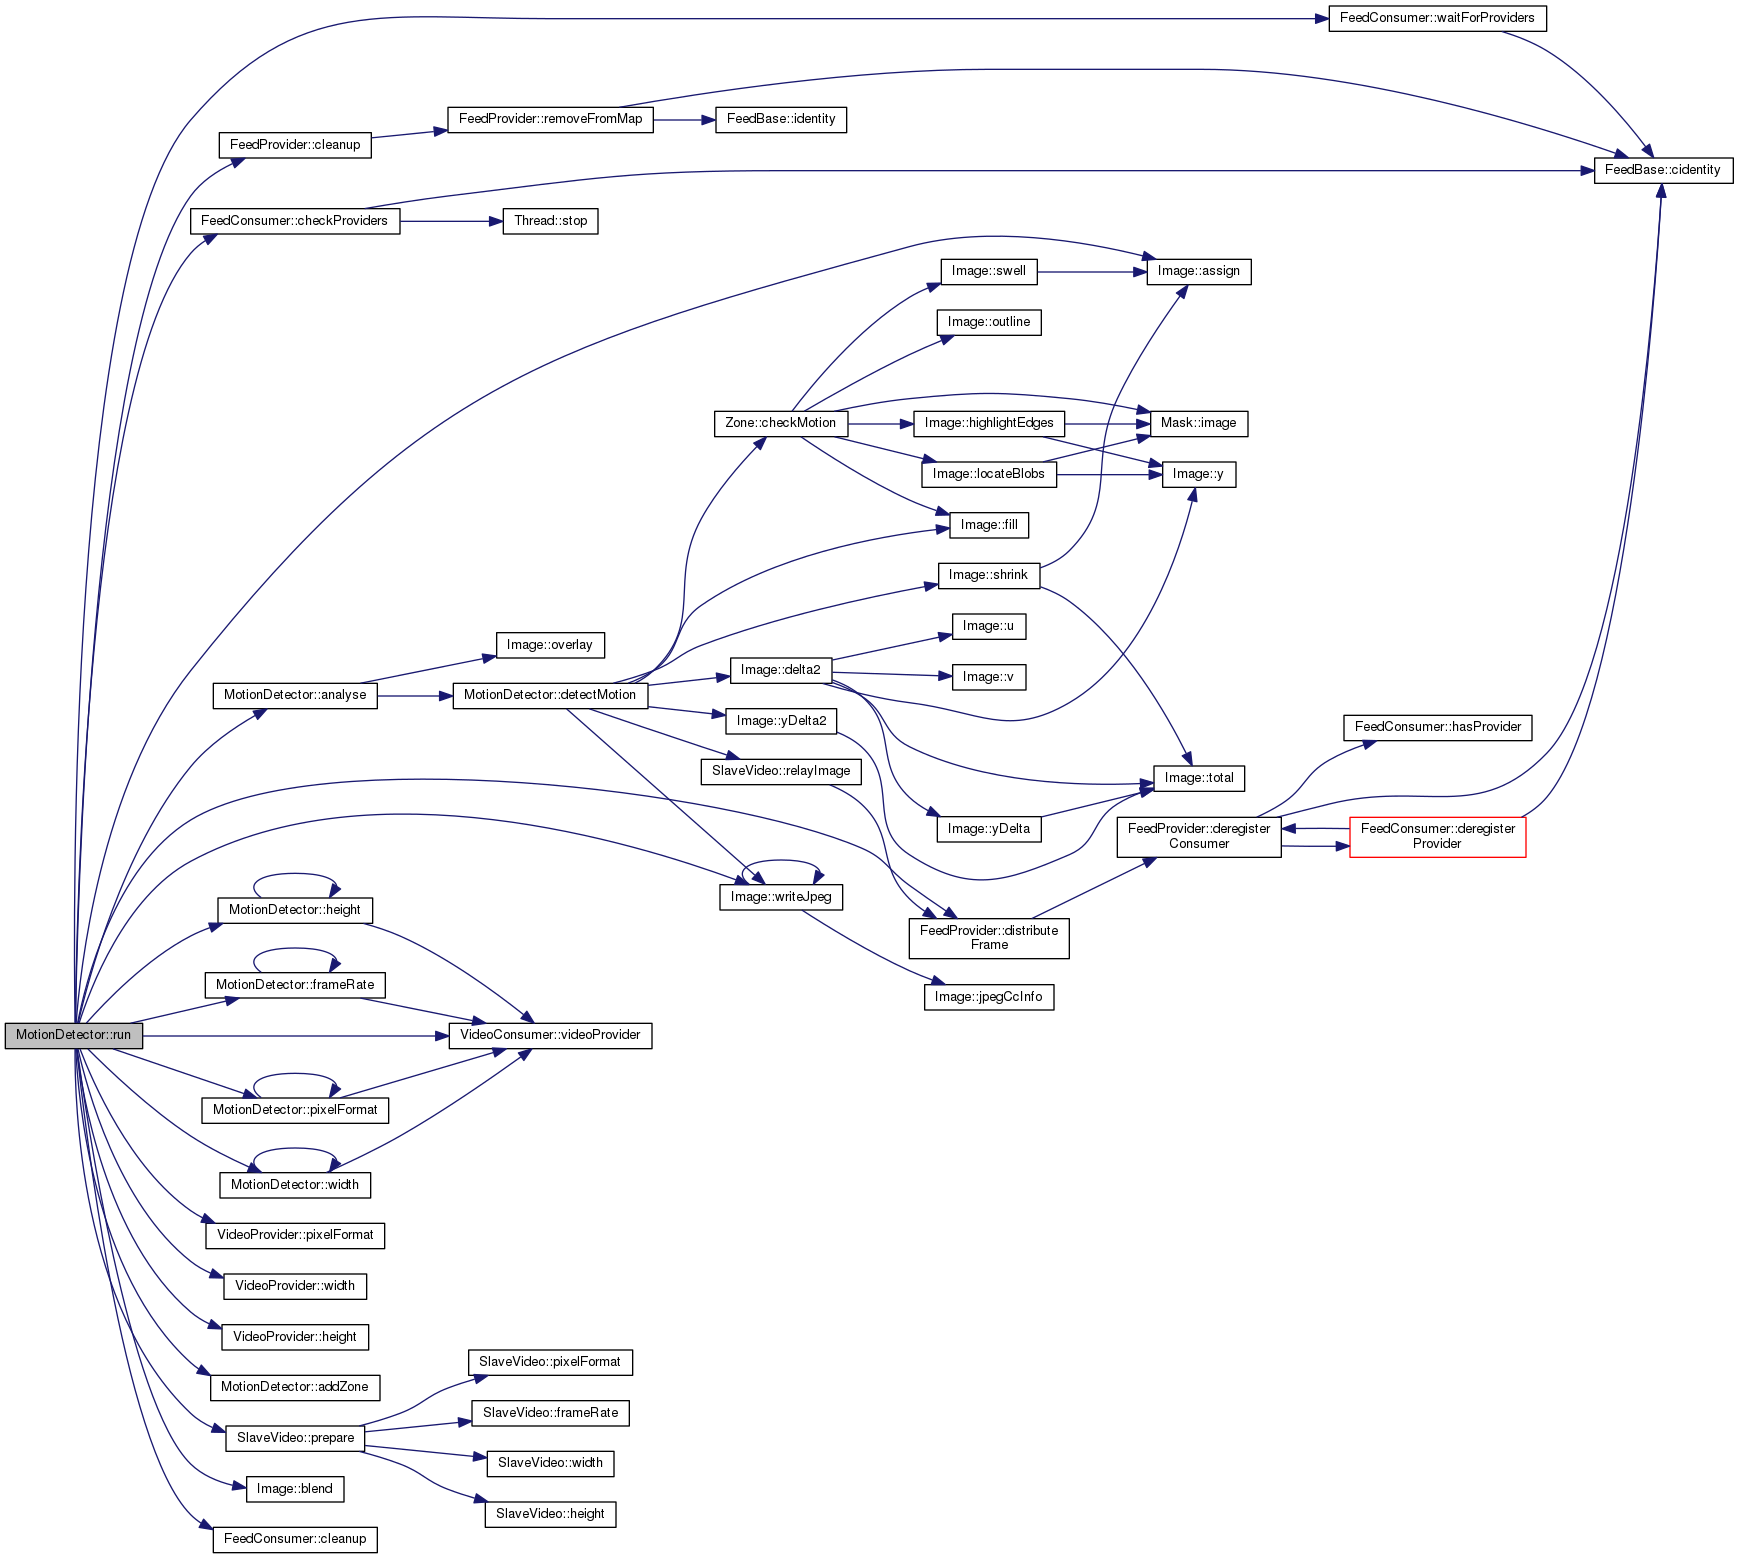 FeedConsumer::waitForProviders
FeedProvider::removeFromMap
FeedBase::identity
FeedProvider::cleanup
FeedBase::cidentity
FeedConsumer::checkProviders
Thread::stop
Image::swell
Image::assign
Image::outline
Zone::checkMotion
Image::highlightEdges
Mask::image
Image::locateBlobs
Image::y
Image::fill
Image::shrink
Image::u
Image::overlay
Image::delta2
Image::v
MotionDetector::analyse
MotionDetector::detectMotion
Image::yDelta2
FeedConsumer::hasProvider
SlaveVideo::relayImage
Image::total
Image::yDelta
FeedProvider::deregister
Consumer
FeedConsumer::deregister
Provider
Image::writeJpeg
MotionDetector::height
FeedProvider::distribute
Frame
MotionDetector::frameRate
Image::jpegCcInfo
MotionDetector::run
VideoConsumer::videoProvider
MotionDetector::pixelFormat
MotionDetector::width
VideoProvider::pixelFormat
VideoProvider::width
VideoProvider::height
SlaveVideo::pixelFormat
MotionDetector::addZone
SlaveVideo::frameRate
SlaveVideo::prepare
SlaveVideo::width
Image::blend
SlaveVideo::height
FeedConsumer::cleanup